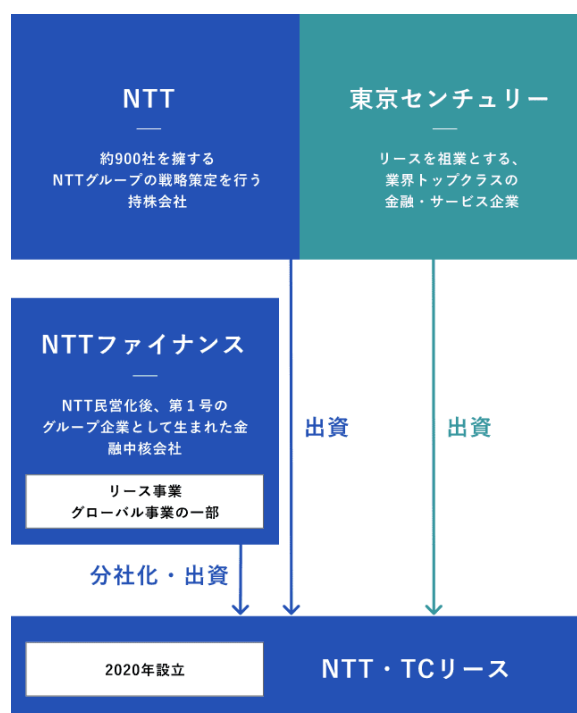 NTT
約900社を擁する
NTTグループの戦略策定を行う
持株会社
東京センチュリー
リースを祖業とする、
業界トップクラスの
金融・サービス企業
NTTファイナンス
NTT民営化後、第１号の
グループ企業として生まれた金
融中核会社
リース事業
グローバル事業の一部
出資
出資
分社化・出資
2020年設立
NTT・TCリース